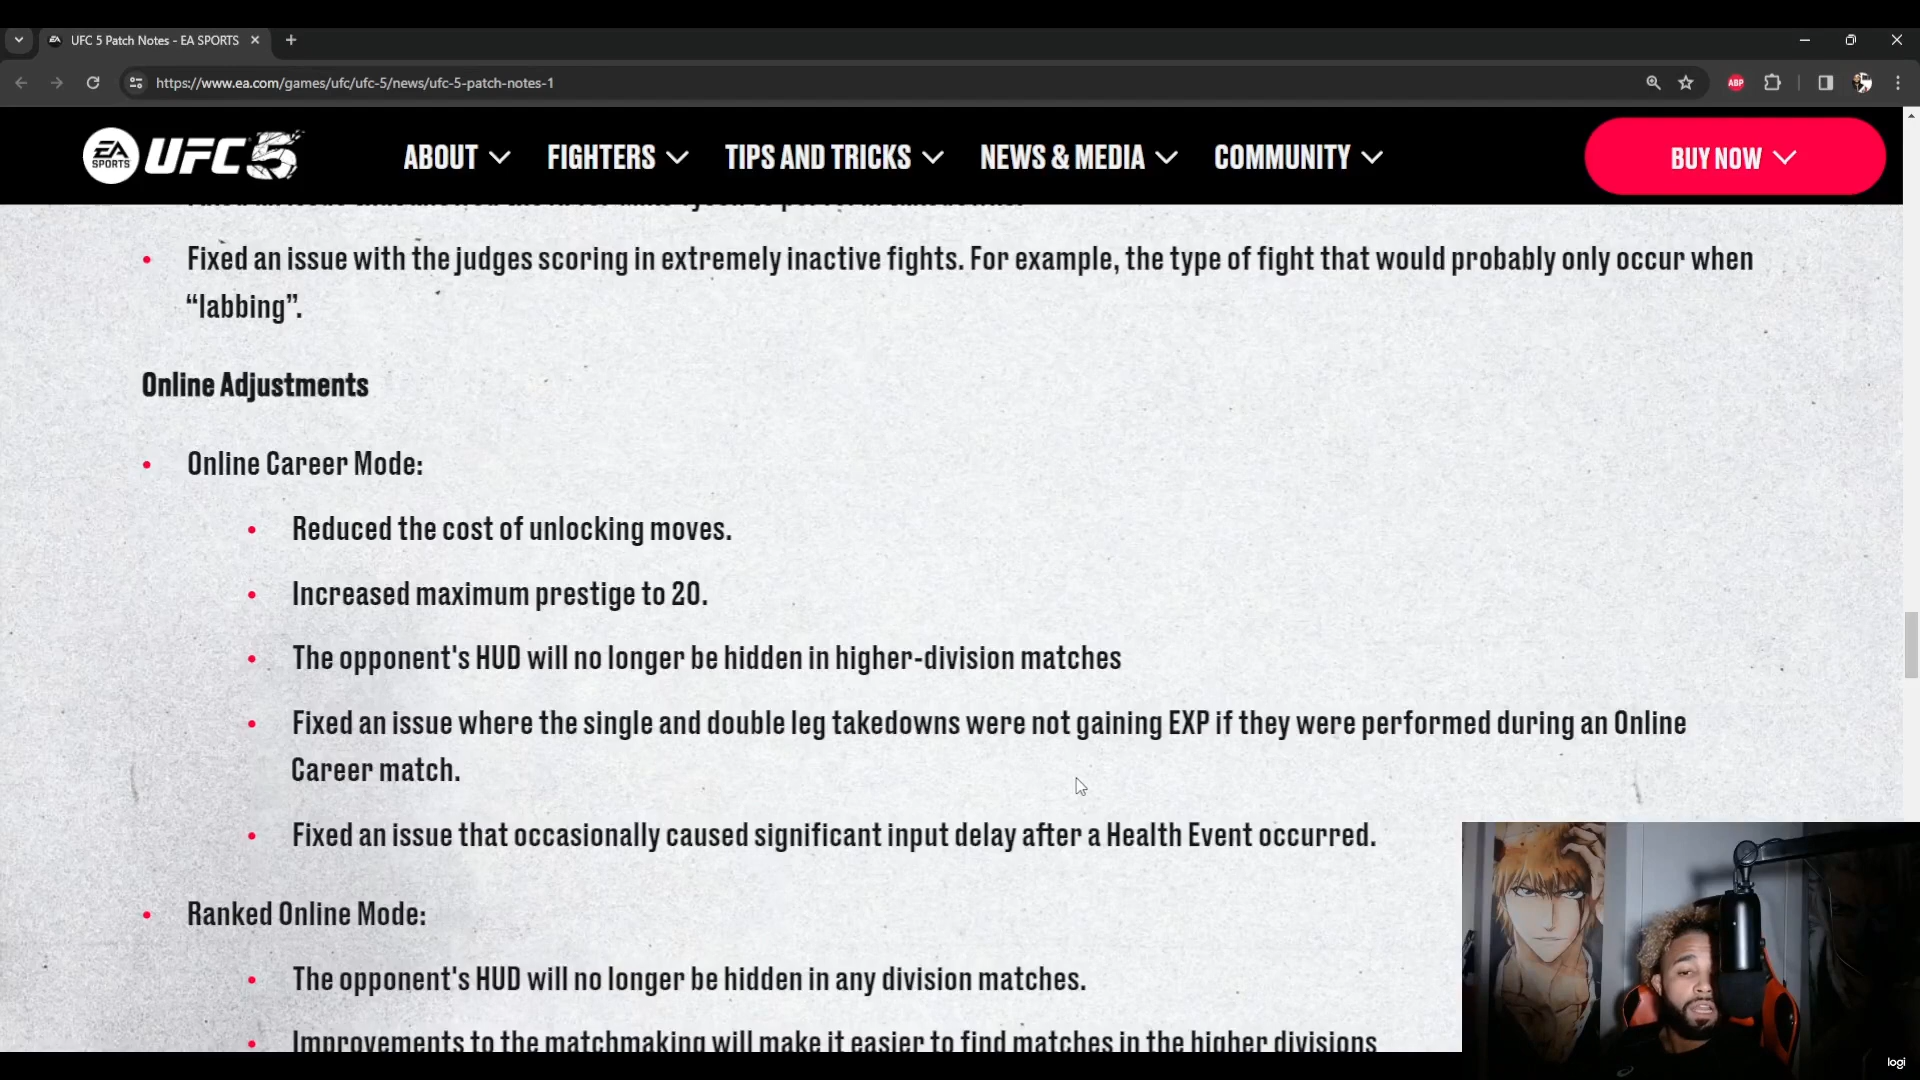 UFC 5 Patch Notes - EA SPORTS
https://www.ea.com/games/ufc/ufc-5/news/ufc-5-patch-notes-1
ABP
EA SPORTS UFC 5 ABOUT FIGHTERS TIPS AND TRICKS NEWS & MEDIA COMMUNITY BUY NOW
Fixed an issue with the judges scoring in extremely inactive fights. For example, the type of fight that would probably only occur when
“labbing”.
Online Adjustments
Online Career Mode:
Reduced the cost of unlocking moves.
Increased maximum prestige to 20.
The opponent's HUD will no longer be hidden in higher-division matches
Fixed an issue where the single and double leg takedowns were not gaining EXP if they were performed during an Online
Career match.
Fixed an issue that occasionally caused significant input delay after a Health Event occurred.
Ranked Online Mode:
The opponent's HUD will no longer be hidden in any division matches.
Improvements to the matchmaking will make it easier to find matches in the higher divisions
logi